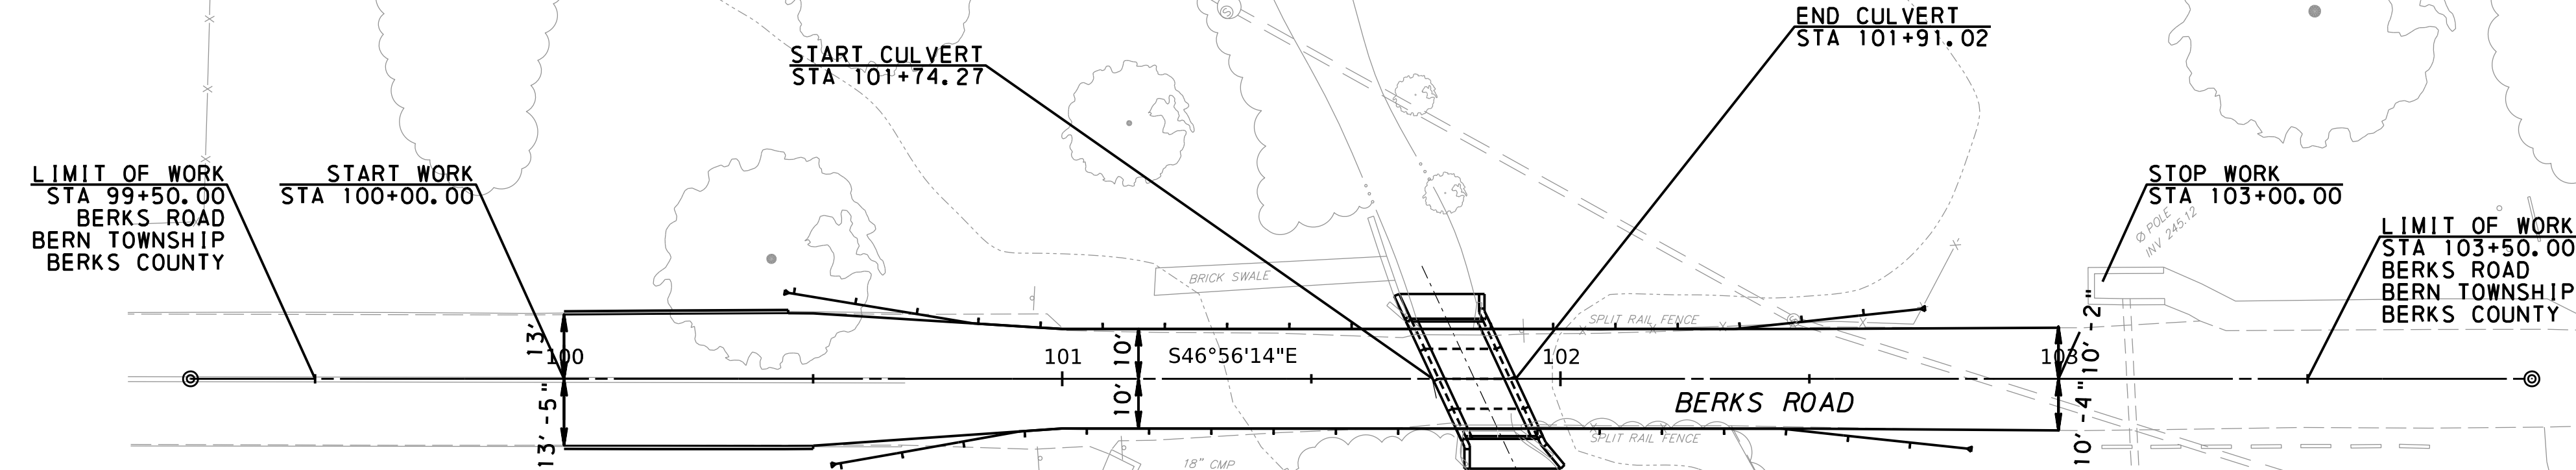 END CULVERT
STA 101+91.02
START CULVERT
STA 101+74.27
LIMIT OF WORK
STA 99+50.00
BERKS ROAD
BERN TOWNSHIP
BERKS COUNTY
START WORK
STA 100+00.00
STOP WORK
STA 103+00.00
LIMIT OF WORK
STA 103+50.00
BERKS ROAD
BERN TOWNSHIP
BERKS COUNTY
Ø POLE
INV 245.12
S
S
BRICK SWALE
SPLIT RAIL FENCE
13'
100
101
10'
S46°56'14"E
102
103
10'-2"
13'-5"
10'
BERKS ROAD
10'-4"
SPLIT RAIL FENCE
18" CMP